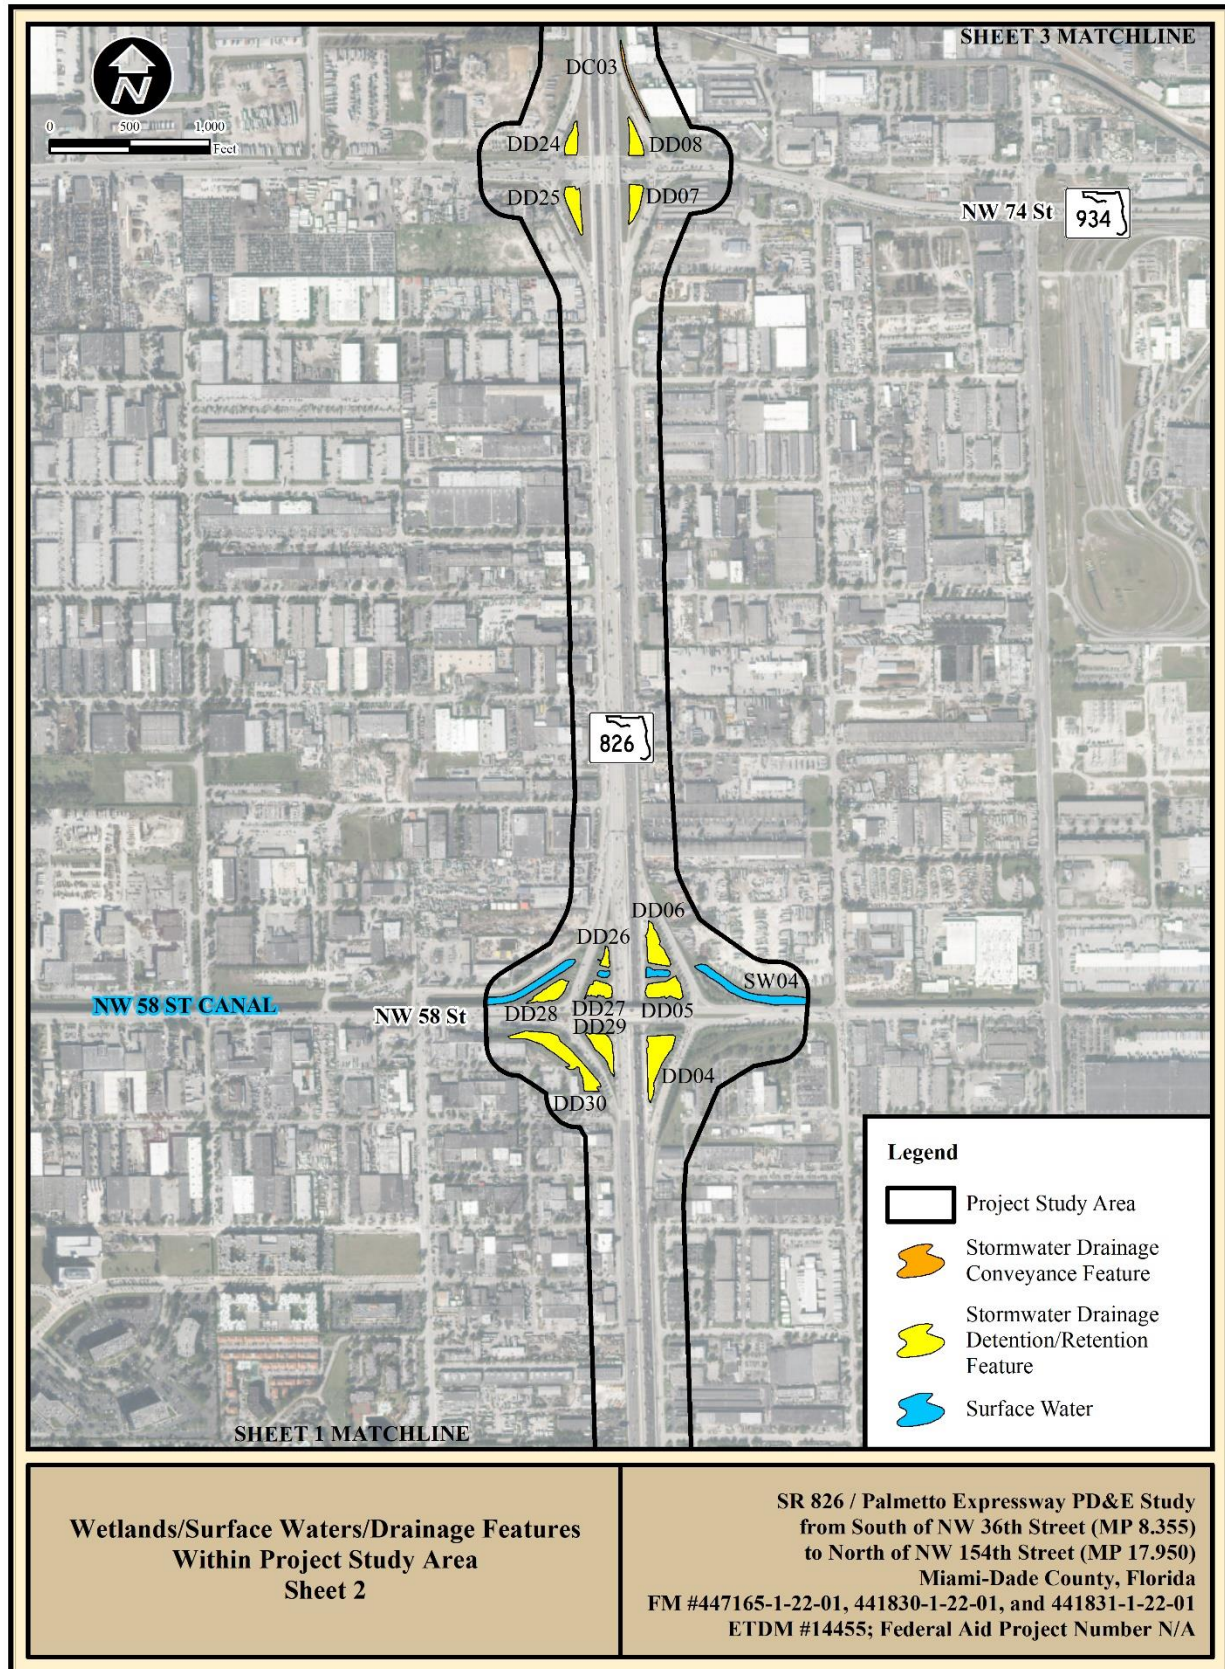 SHEET 3 MATCHLINE
N
0 500 1,000
Feet
DC03
DD24
DD08
DD25
DD07
NW 74 St
934
826
DD06
DD26
SW04
NW 58 ST CANAL
NW 58 St
DD28
DD27
DD05
DD29
DD04
DD30
SHEET 1 MATCHLINE
Legend
Project Study Area
Stormwater Drainage
Conveyance Feature
Stormwater Drainage
Detention/Retention
Feature
Surface Water
Wetlands/Surface Waters/Drainage Features
Within Project Study Area
Sheet 2
SR 826 / Palmetto Expressway PD&E Study
from South of NW 36th Street (MP 8.355)
to North of NW 154th Street (MP 17.950)
Miami-Dade County, Florida
FM #447165-1-22-01, 441830-1-22-01, and 441831-1-22-01
ETDM #14455; Federal Aid Project Number N/A